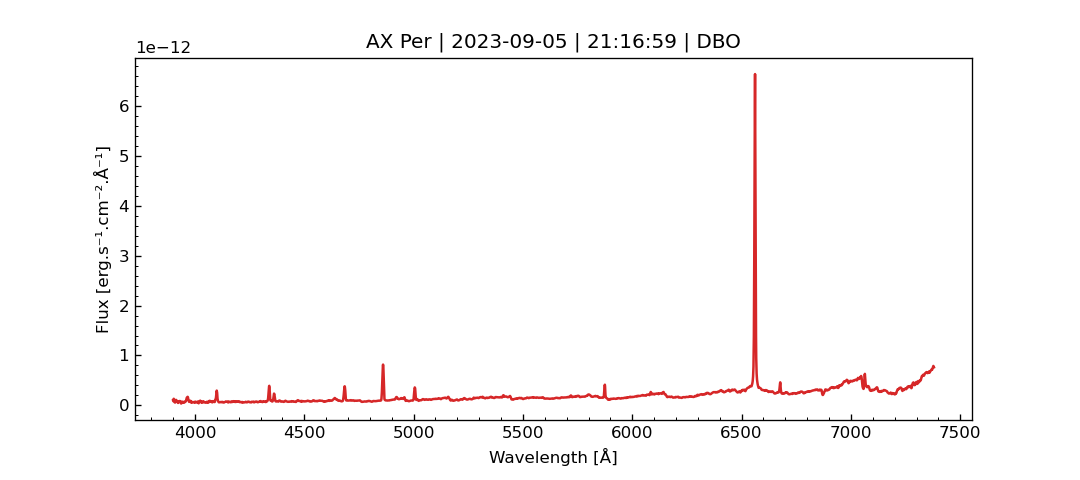 AX Per | 2023-09-05 | 21:16:59 | DBO
1e−12
6
5
4
3
2
1
0
Flux [erg.s⁻¹.cm⁻².Å⁻¹]
4000 4500 5000 5500 6000 6500 7000 7500
Wavelength [Å]